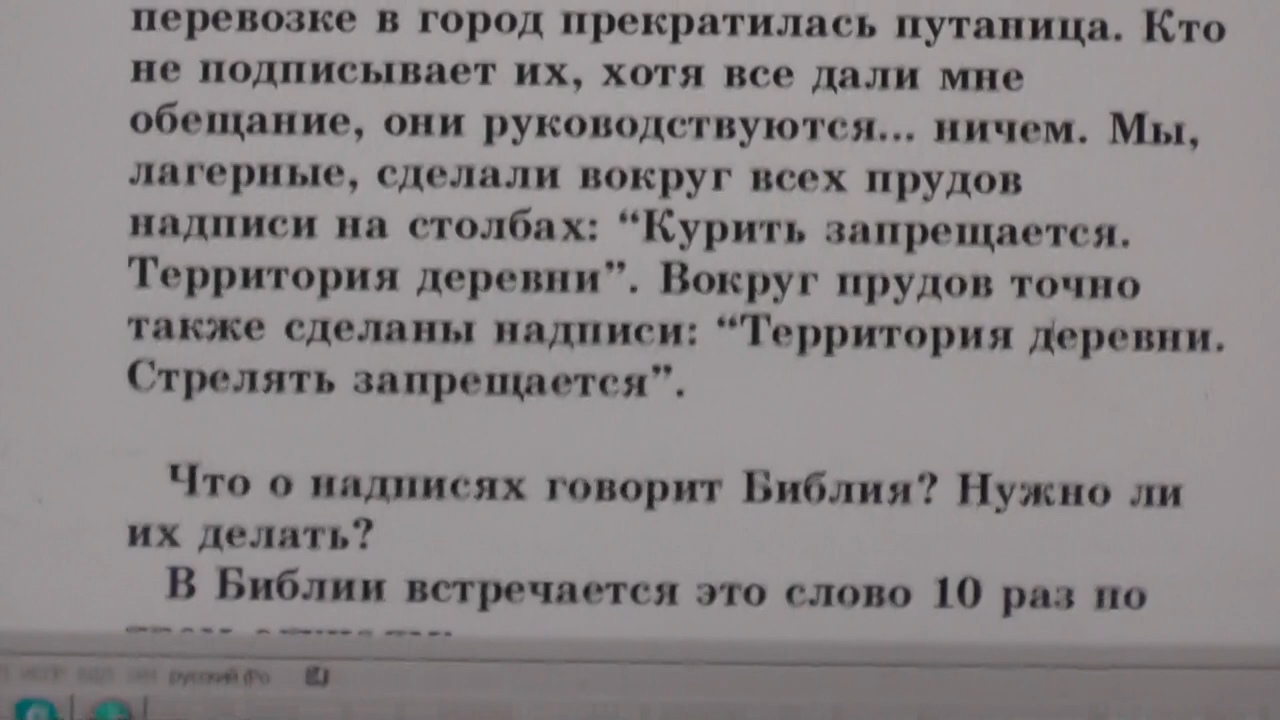 перевозке в город прекратилась путаница. Кто
не подписывает их, хотя все дали мне
обещание, они руководствуются... ничем. Мы,
лагерные, сделали вокруг всех прудов
надписи на столбах: “Курить запрещается.
Территория деревни”. Вокруг прудов точно
также сделаны надписи: “Территория деревни.
Стрелять запрещается”.
Что о надписях говорит Библия? Нужно ли
их делать?
В Библии встречается это слово 10 раз по
русский (Ро